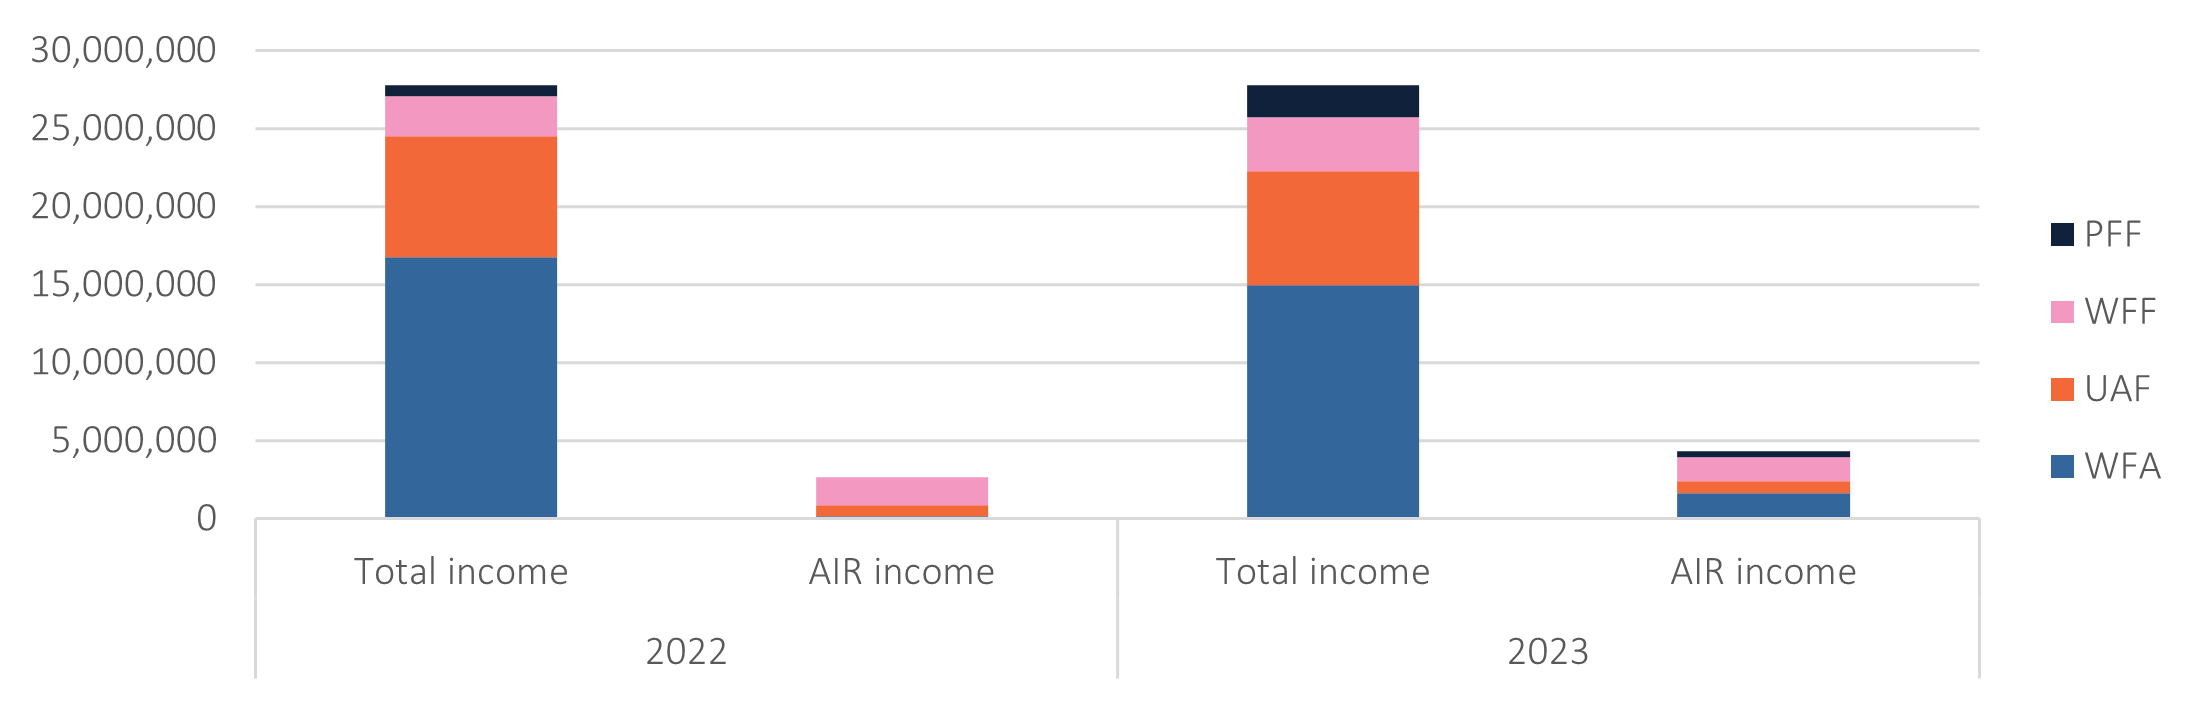 30,000,000
25,000,000
20,000,000
15,000,000
10,000,000
5,000,000
0
Total income
AIR income
Total income
AIR income
2022
2023
PFF
WFF
UAF
WFA